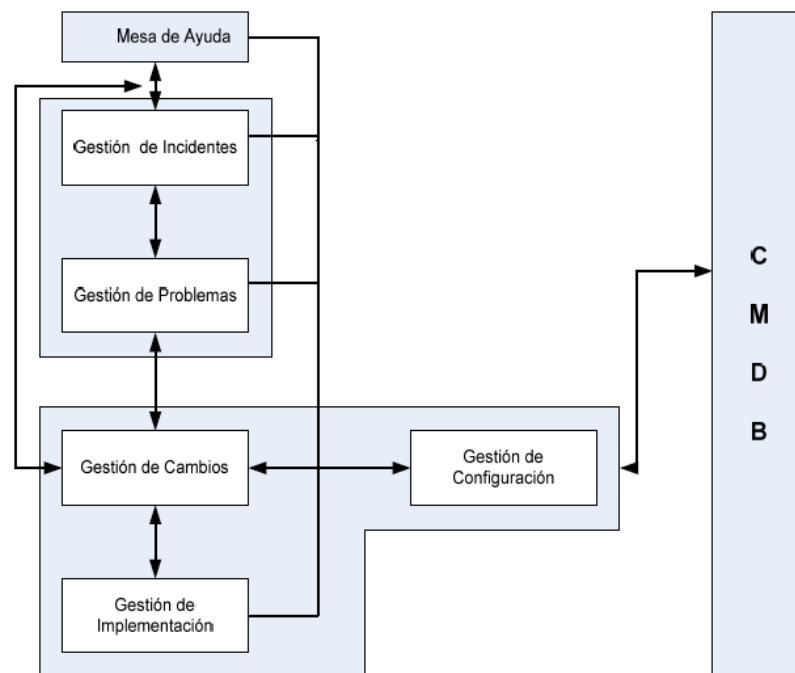 Mesa de Ayuda
Gestión de Incidentes
Gestión de Problemas
Gestión de Cambios
Gestión de
Configuración
Gestión de
Implementación
C
M
D
B